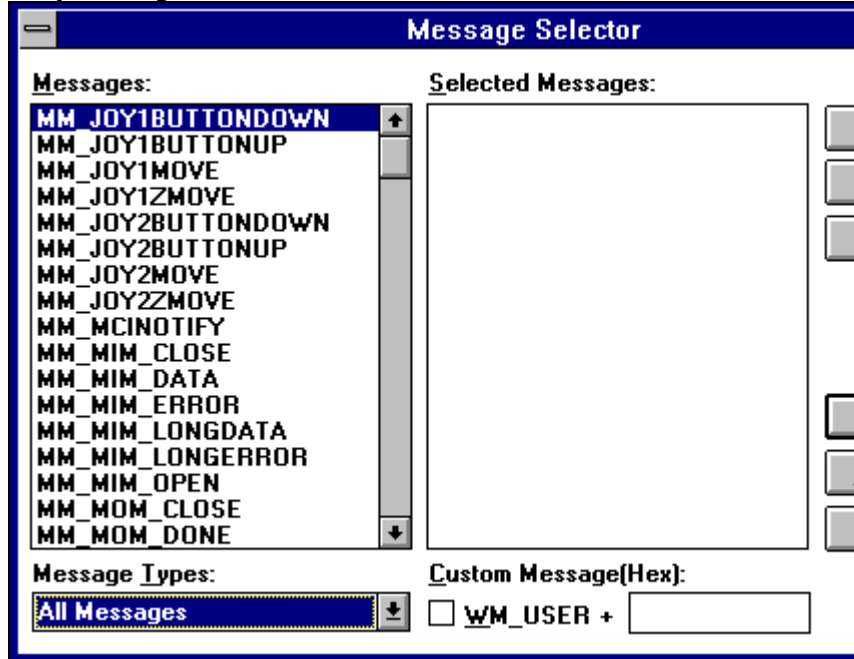 Message Selector
Messages:
MM_JOY1BUTTONDOWN
MM_JOY1BUTTONUP
MM_JOY1MOVE
MM_JOY1ZMOVE
MM_JOY2BUTTONDOWN
MM_JOY2BUTTONUP
MM_JOY2MOVE
MM_JOY2ZMOVE
MM_MCINOTIFY
MM_MIM_CLOSE
MM_MIM_DATA
MM_MIM_ERROR
MM_MIM_LONGDATA
MM_MIM_LONGERROR
MM_MIM_OPEN
MM_MOM_CLOSE
MM_MOM_DONE
Message Types:
All Messages
Selected Messages:
Custom Message(Hex):
WM_USER +